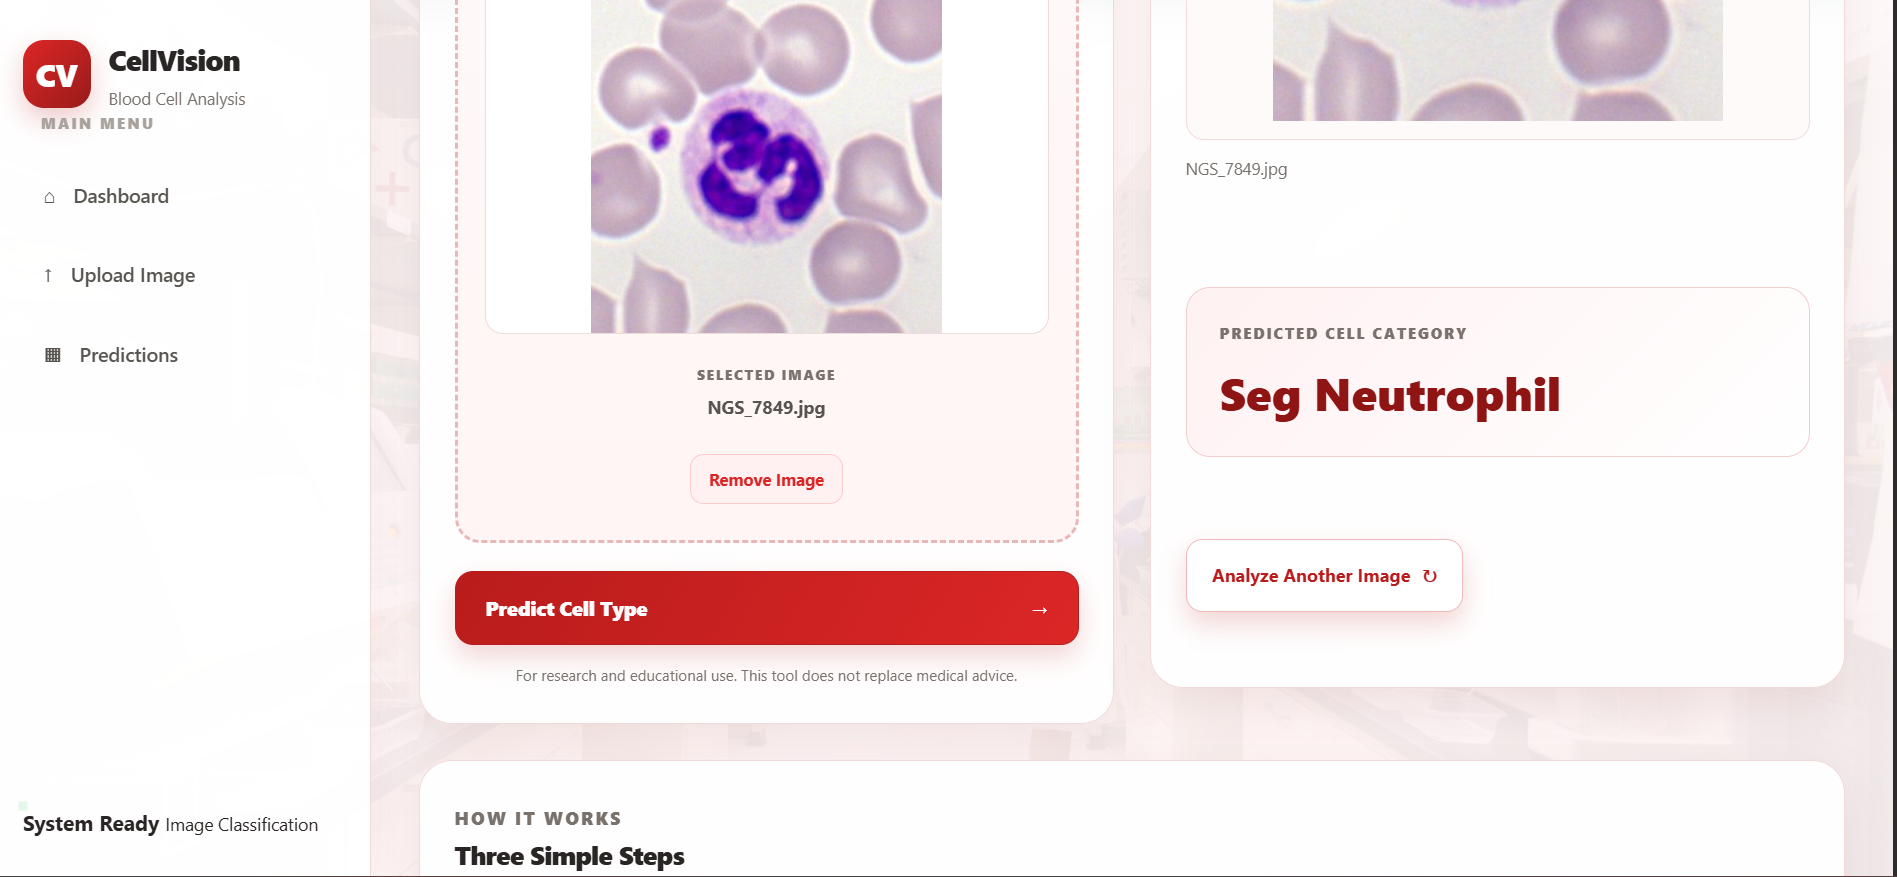 CV
CellVision
Blood Cell Analysis
MAIN MENU
Dashboard
Upload Image
Predictions
System Ready Image Classification
SELECTED IMAGE
NGS_7849.jpg
Remove Image
Predict Cell Type →
For research and educational use. This tool does not replace medical advice.
NGS_7849.jpg
PREDICTED CELL CATEGORY
Seg Neutrophil
Analyze Another Image ↻
HOW IT WORKS
Three Simple Steps